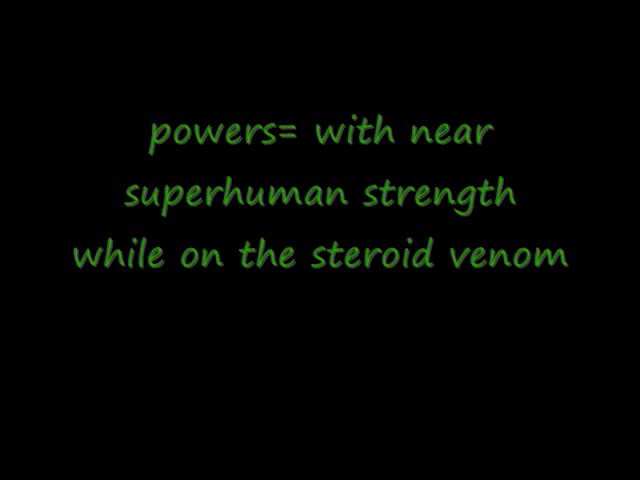 powers= with near
superhuman strength
while on the steroid venom